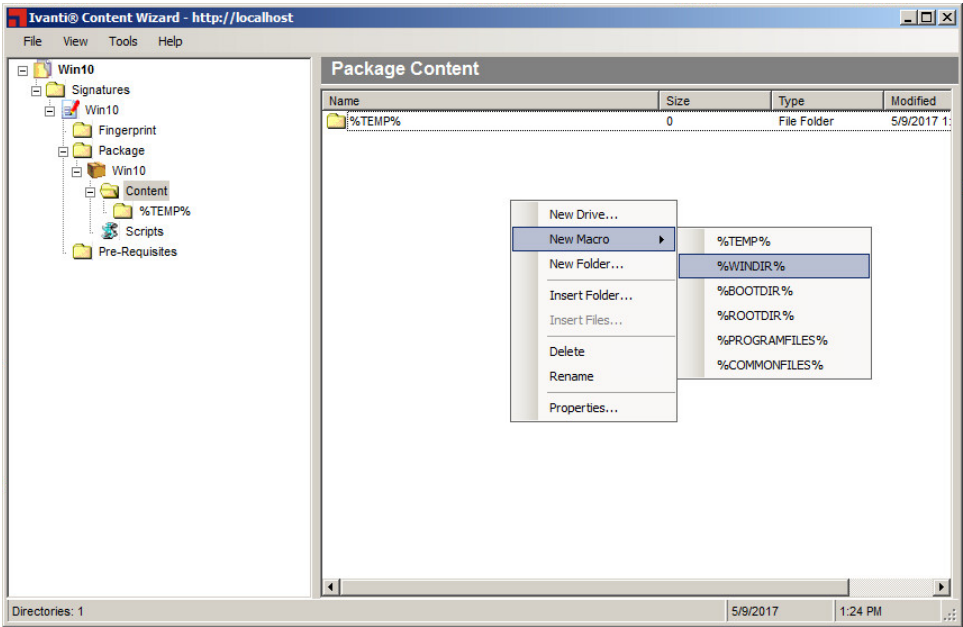 Ivanti® Content Wizard - http://localhost
File View Tools Help
Win10
Signatures
Win10
Fingerprint
Package
Win10
Content
%TEMP%
Scripts
Pre-Requisites
Package Content
Name Size Type Modified
%TEMP% 0 File Folder 5/9/2017 1:
New Drive...
New Macro
New Folder...
Insert Folder...
Insert Files...
Delete
Rename
Properties...
%TEMP%
%WINDIR%
%BOOTDIR%
%ROOTDIR%
%PROGRAMFILES%
%COMMONFILES%
Directories: 1 5/9/2017 1:24 PM